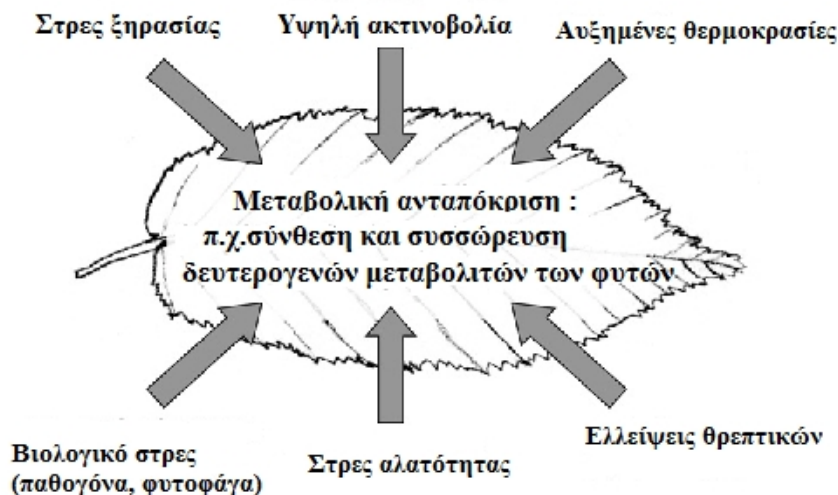 Στρες ξηρασίας
Υψηλή ακτινοβολία
Αυξημένες θερμοκρασίες
Μεταβολική ανταπόκριση :
π.χ.σύνθεση και συσσώρευση
δευτερογενών μεταβολιτών των φυτών
Βιολογικό στρες
(παθογόνα, φυτοφάγα)
Στρες αλατότητας
Ελλείψεις θρεπτικών